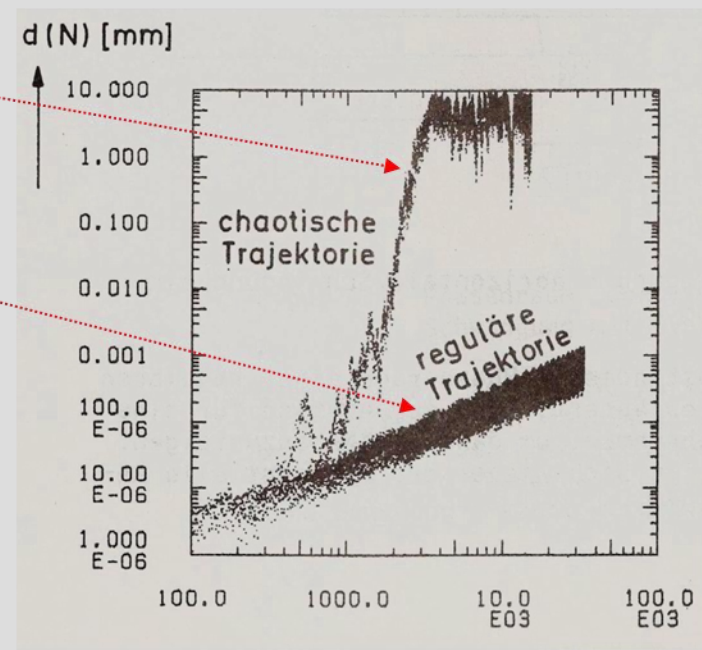 d(N) [mm]
10.000
1.000
0.100
0.010
0.001
100.0
E-06
10.00
E-06
1.000
E-06
chaotische
Trajektorie
reguläre
Trajektorie
100.0
1000.0
10.0
E03
100.0
E03